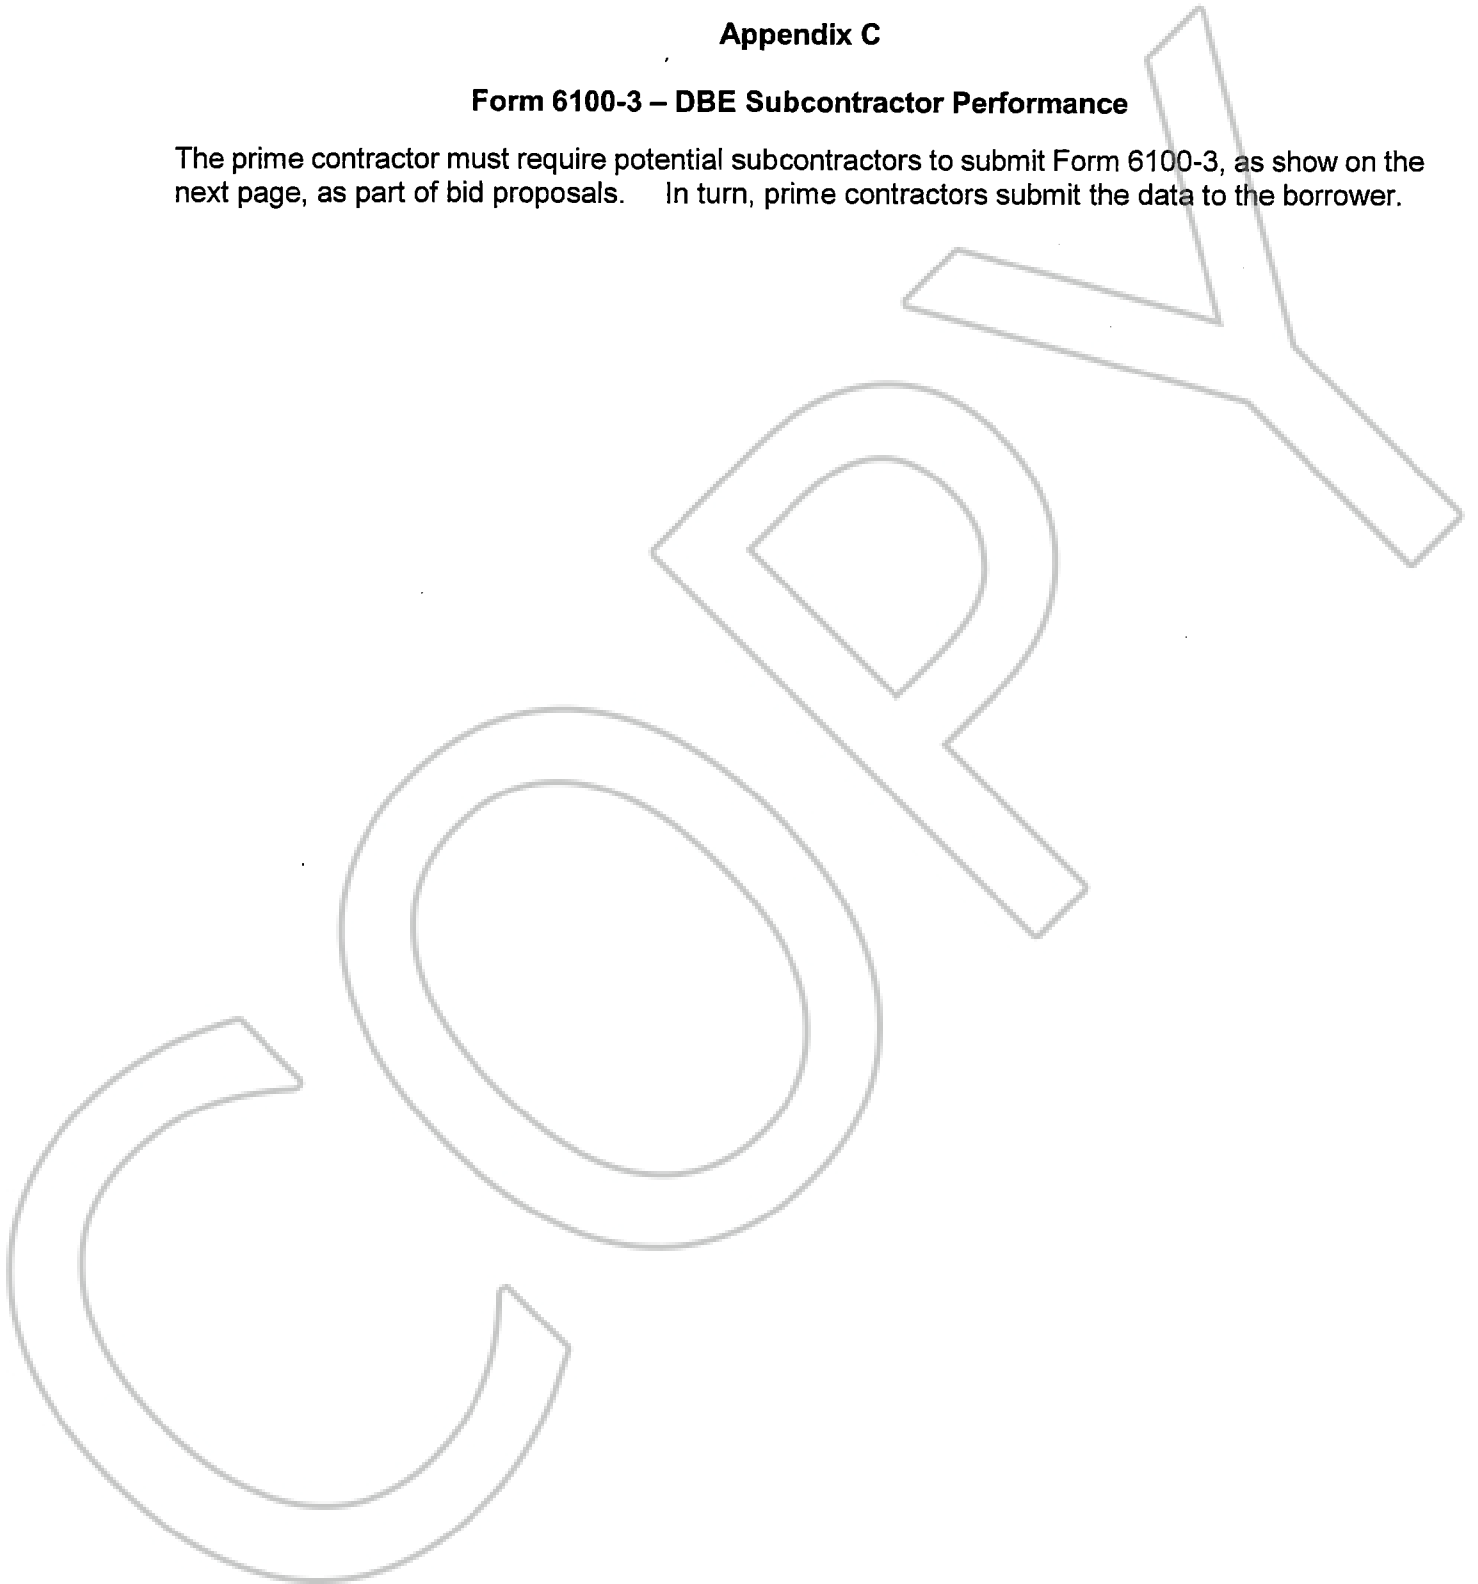 Appendix C
Form 6100-3 – DBE Subcontractor Performance
The prime contractor must require potential subcontractors to submit Form 6100-3, as show on the
next page, as part of bid proposals. In turn, prime contractors submit the data to the borrower.
COPY